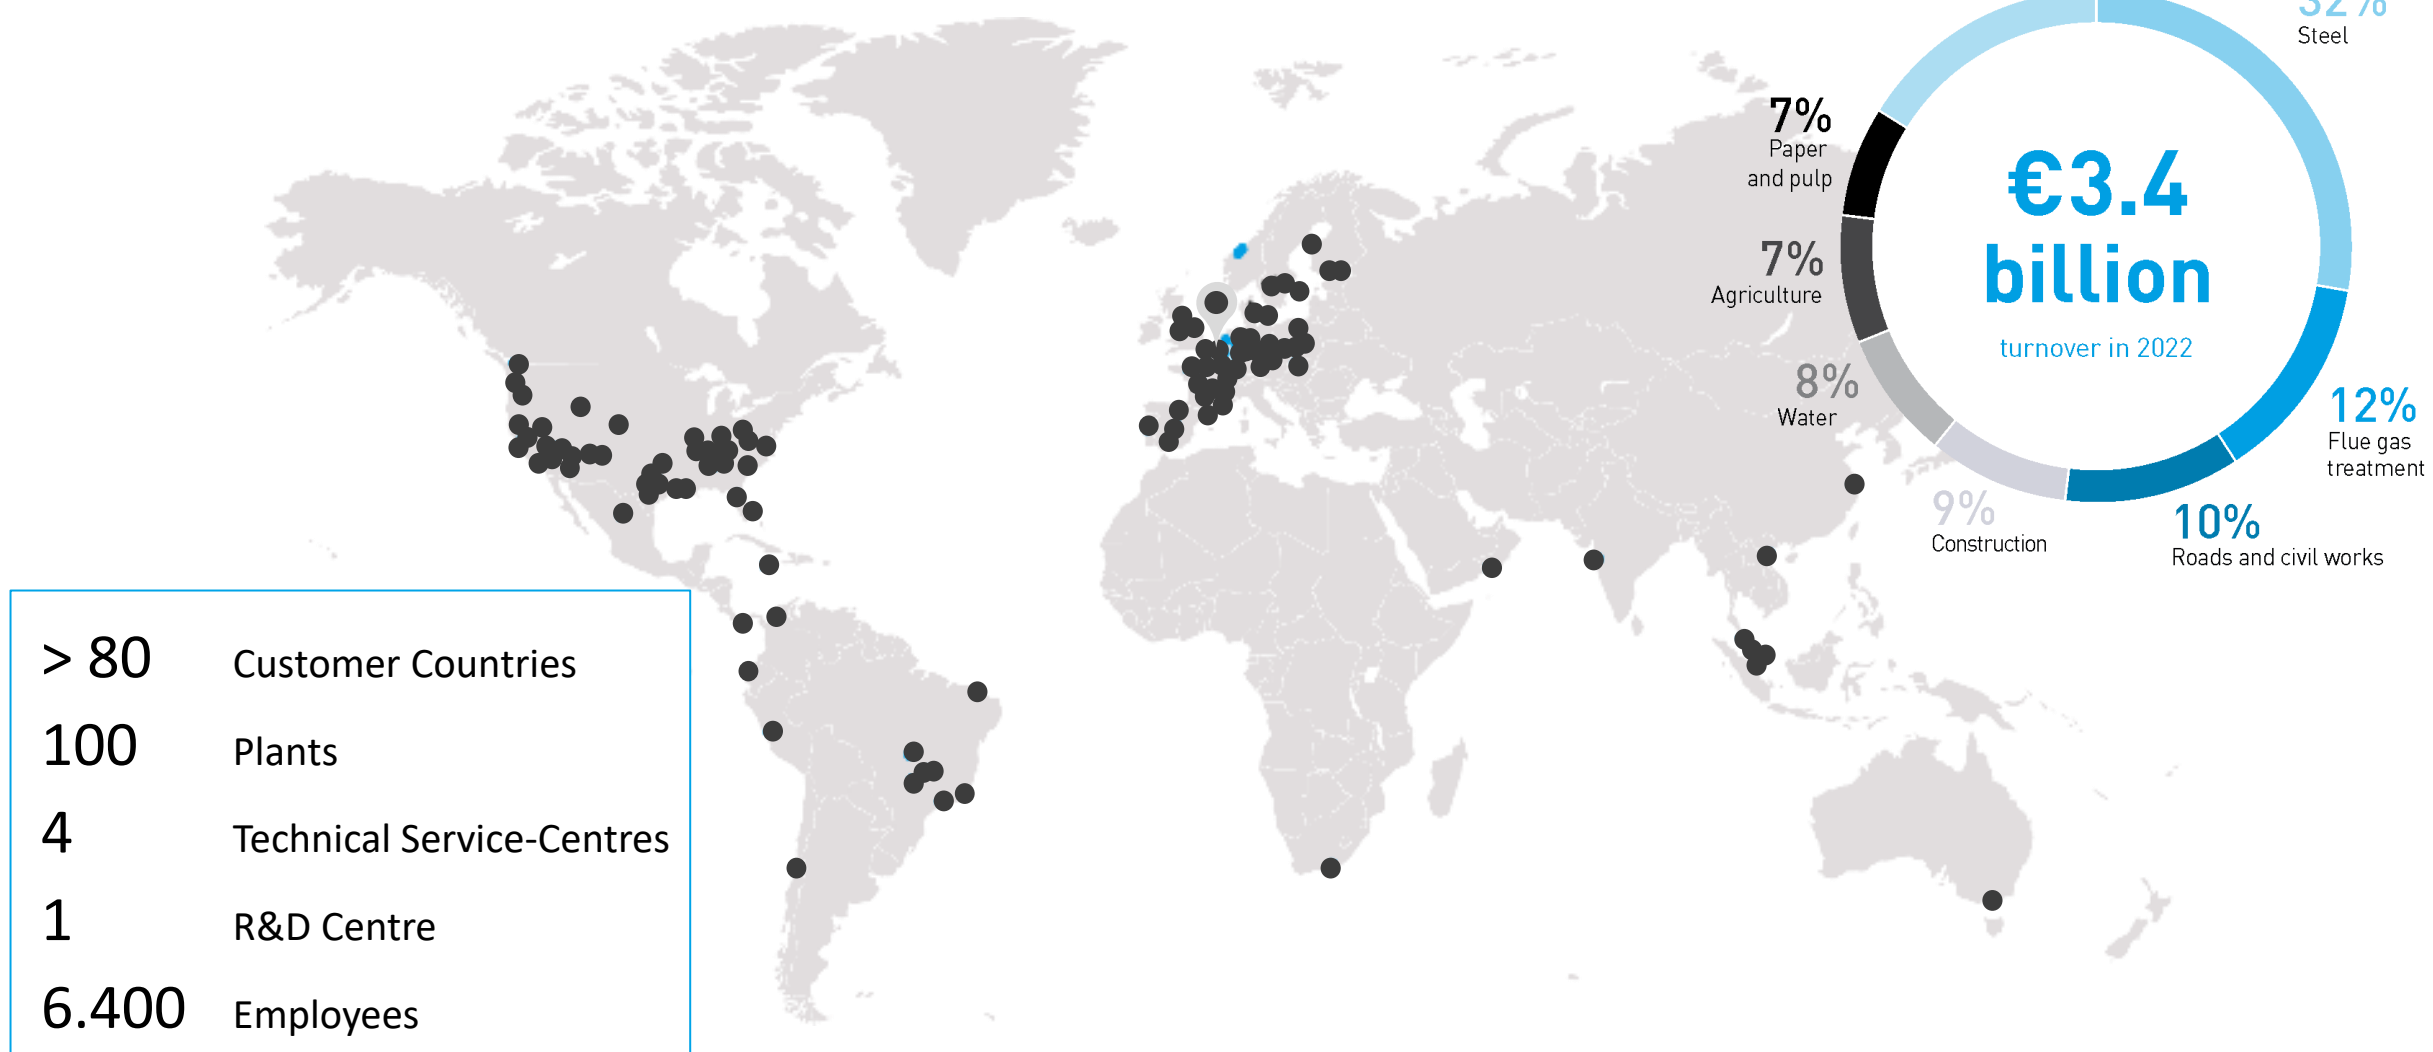 32%
Steel
7%
Paper
and pulp
€3.4
billion
turnover in 2022
7%
Agriculture
8%
Water
12%
Flue gas
treatment
9%
Construction
10%
Roads and civil works
> 80 Customer Countries
100 Plants
4 Technical Service-Centres
1 R&D Centre
6.400 Employees